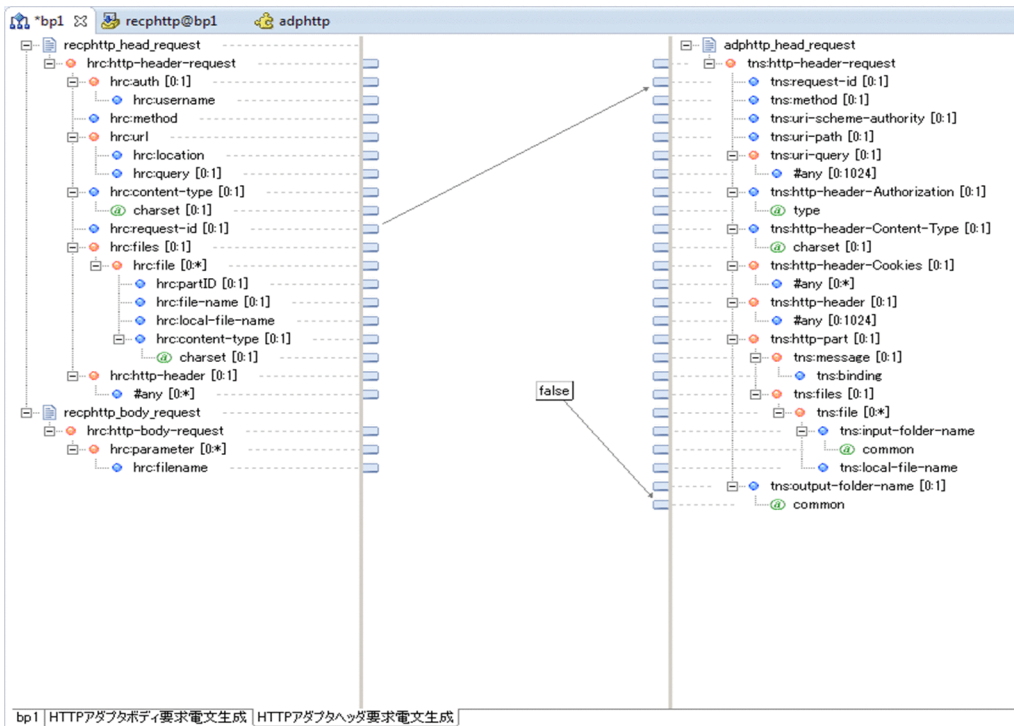 *bp1 recphttp@bp1 adphttp
recphttp_head_request
hrc:http-header-request
hrc:auth [0:1]
hrc:username
hrc:method
hrc:url
hrc:location
hrc:query [0:1]
hrc:content-type [0:1]
charset [0:1]
hrc:request-id [0:1]
hrc:files [0:1]
hrc:file [0:*]
hrc:partID [0:1]
hrc:file-name [0:1]
hrc:local-file-name
hrc:content-type [0:1]
charset [0:1]
hrc:http-header [0:1]
#any [0:*]
recphttp_body_request
hrc:http-body-request
hrc:parameter [0:*]
hrc:filename
false
adphttp_head_request
tns:http-header-request
tns:request-id [0:1]
tns:method [0:1]
tns:uri-scheme-authority [0:1]
tns:uri-path [0:1]
tns:uri-query [0:1]
#any [0:1024]
tns:http-header-Authorization [0:1]
type
tns:http-header-Content-Type [0:1]
charset [0:1]
tns:http-header-Cookies [0:1]
#any [0:*]
tns:http-header [0:1]
#any [0:1024]
tns:http-part [0:1]
tns:message [0:1]
tns:binding
tns:files [0:1]
tns:file [0:*]
tns:input-folder-name
common
tns:local-file-name
tns:output-folder-name [0:1]
common
bp1 HTTPアダプタボディ要求電文生成 HTTPアダプタヘッダ要求電文生成